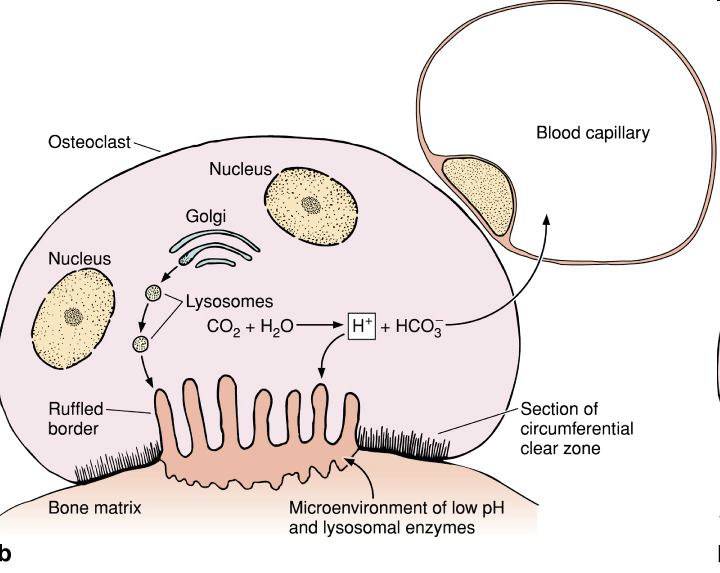 Blood capillary
Osteoclast
Nucleus
Golgi
Nucleus
Lysosomes
CO₂ + H₂O → H⁺ + HCO₃⁻
Ruffled
border
Section of
circumferential
clear zone
Bone matrix
Microenvironment of low pH
and lysosomal enzymes
b